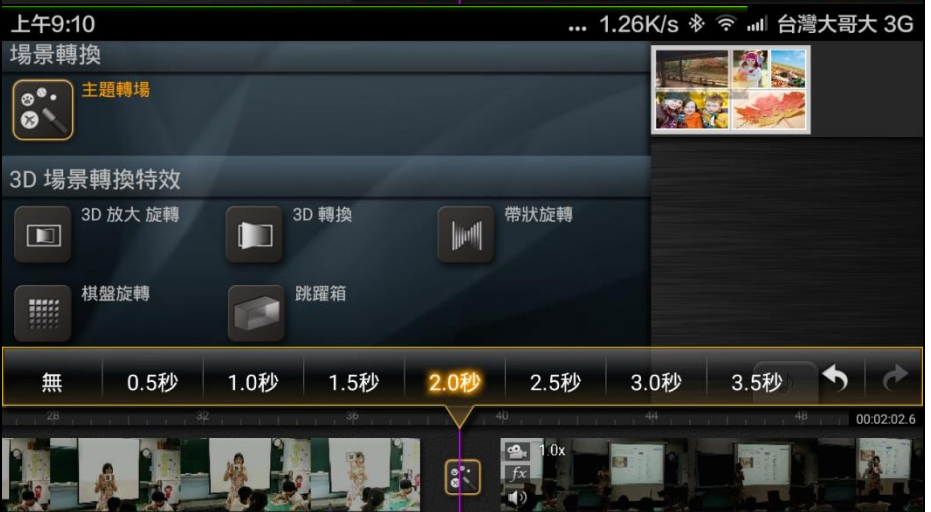 上午9:10 ... 1.26K/s 台灣大哥大 3G
場景轉換
主題轉場
3D 場景轉換特效
3D 放大 旋轉 3D 轉換 帶狀旋轉
棋盤旋轉 跳躍箱
無 0.5秒 1.0秒 1.5秒 2.0秒 2.5秒 3.0秒 3.5秒
28 32 36 40 44 48 00:02:02.6
1.0x
fx